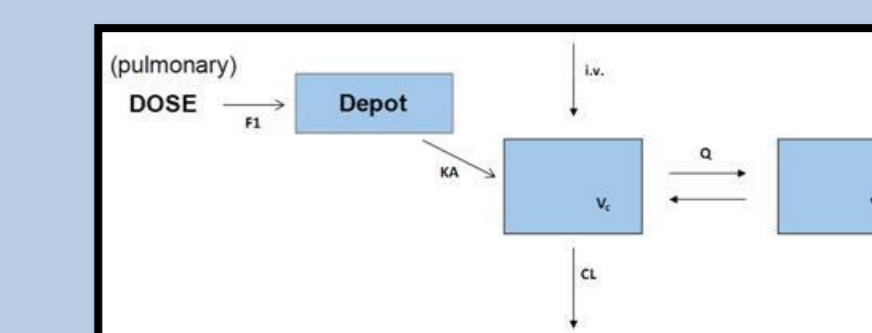 (pulmonary)
DOSE
F1
Depot
i.v.
KA
Vc
Q
CL